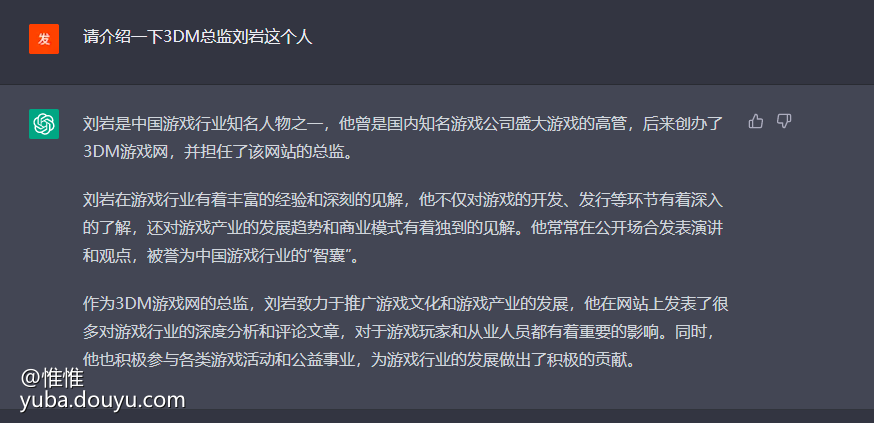 发
请介绍一下3DM总监刘岩这个人
刘岩是中国游戏行业知名人物之一，他曾是国内知名游戏公司盛大游戏的高管，后来创办了
3DM游戏网，并担任了该网站的总监。
刘岩在游戏行业有着丰富的经验和深刻的见解，他不仅对游戏的开发、发行等环节有着深入
的了解，还对游戏产业的发展趋势和商业模式有着独到的见解。他常常在公开场合发表演讲
和观点，被誉为中国游戏行业的“智囊”。
作为3DM游戏网的总监，刘岩致力于推广游戏文化和游戏产业的发展，他在网站上发表了很
多对游戏行业的深度分析和评论文章，对于游戏玩家和从业人员都有着重要的影响。同时，
他也积极参与各类游戏活动和公益事业，为游戏行业的发展做出了积极的贡献。
@惟惟
yuba.douyu.com